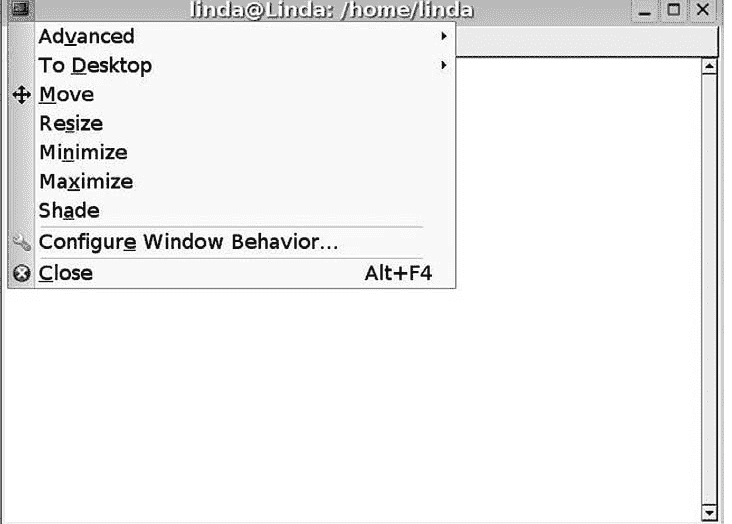 linda@Linda: /home/linda
Advanced
To Desktop
Move
Resize
Minimize
Maximize
Shade
Configure Window Behavior...
Close Alt+F4